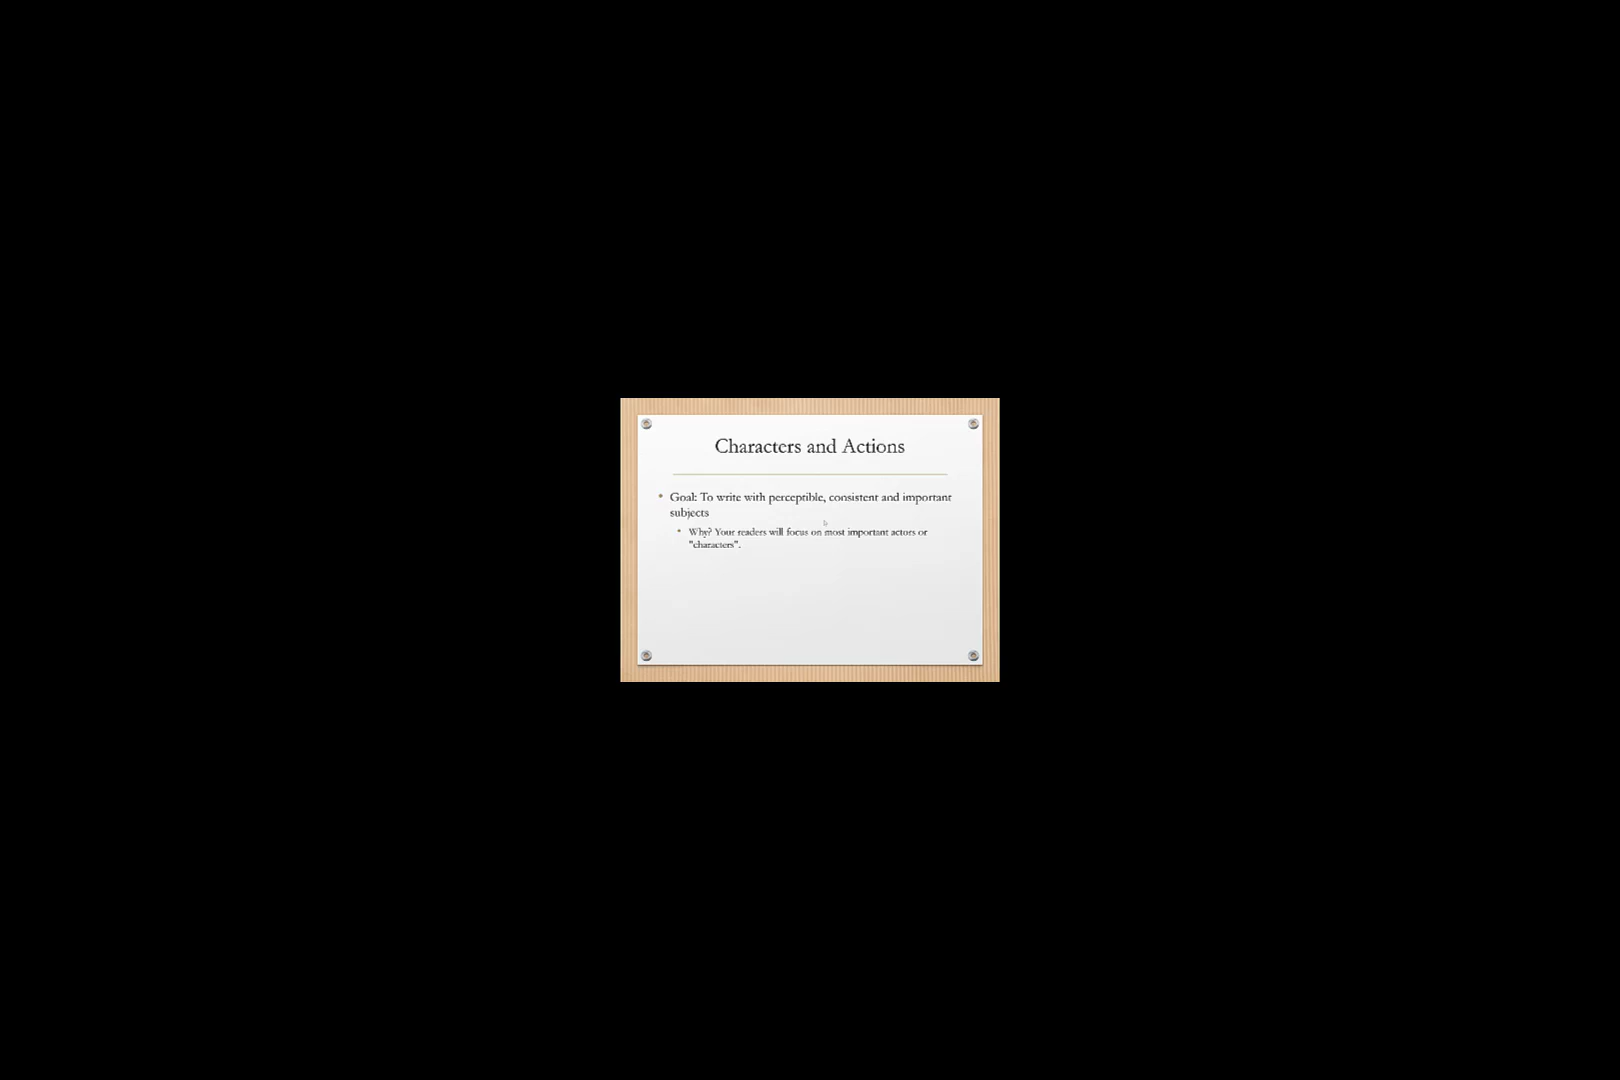 Characters and Actions
Goal: To write with perceptible, consistent and important
subjects
Why? Your readers will focus on most important actors or
"characters".